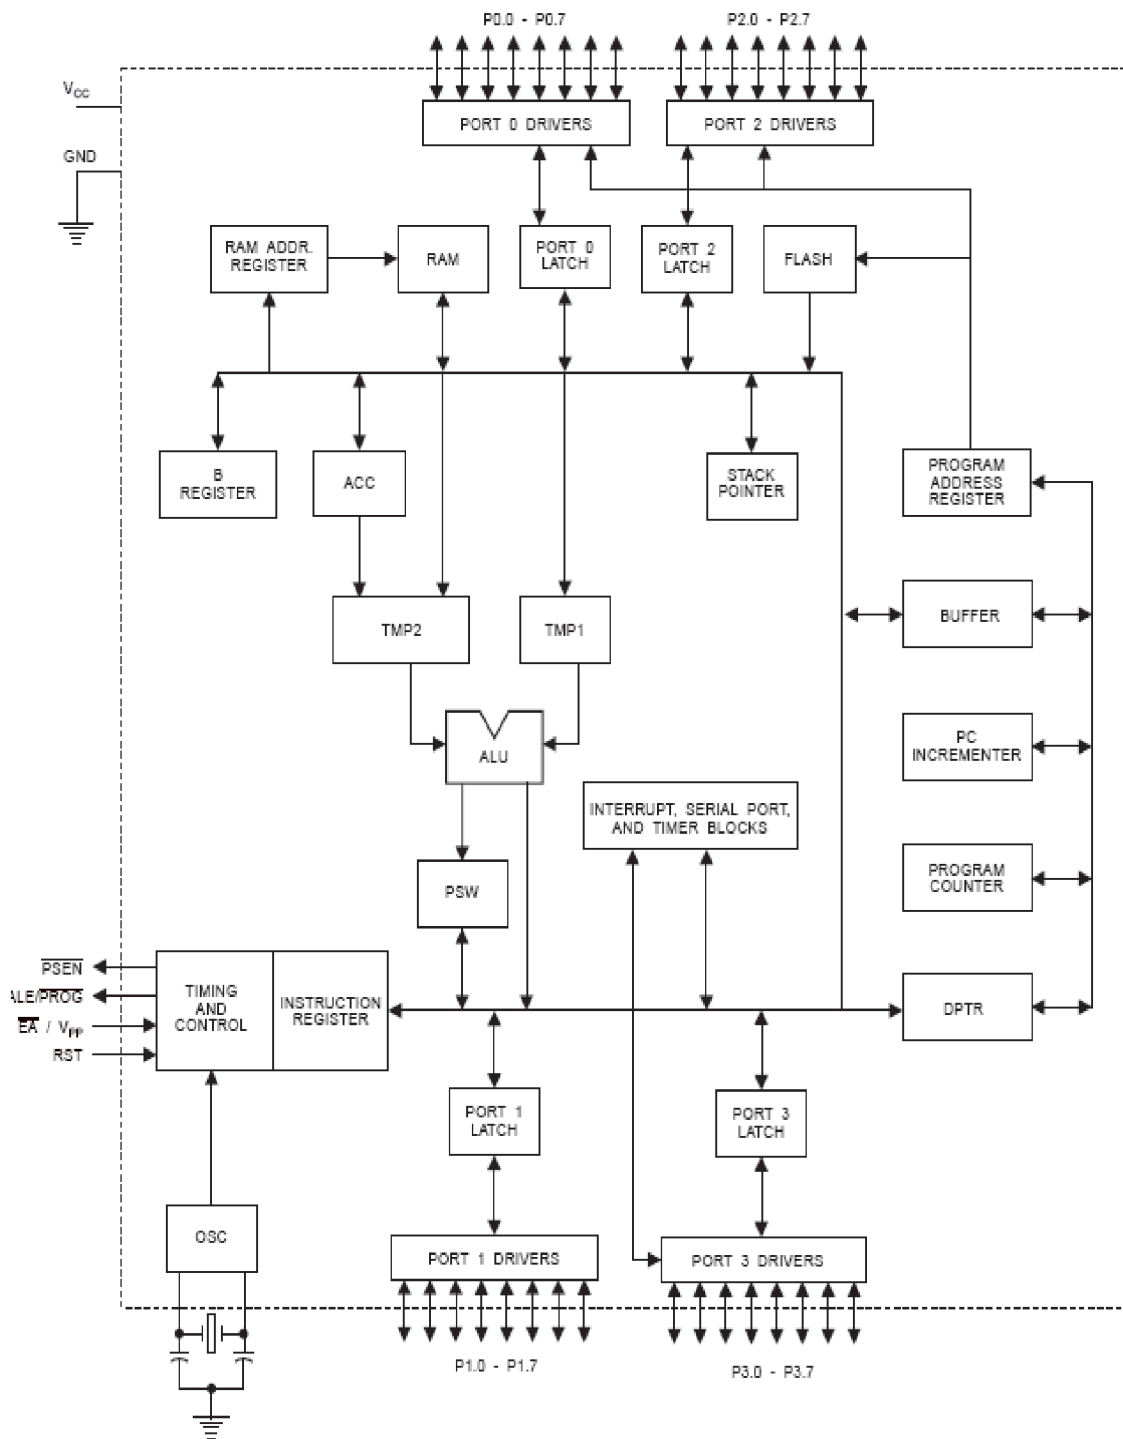 P0.0 - P0.7
P2.0 - P2.7
VCC
PORT 0 DRIVERS
PORT 2 DRIVERS
GND
RAM ADDR.
REGISTER
RAM
PORT 0
LATCH
PORT 2
LATCH
FLASH
B
REGISTER
ACC
STACK
POINTER
PROGRAM
ADDRESS
REGISTER
TMP2
TMP1
BUFFER
ALU
PC
INCREMENTER
INTERRUPT, SERIAL PORT,
AND TIMER BLOCKS
PSW
PROGRAM
COUNTER
PSEN
ALE/PROG
EA / VPP
RST
TIMING
AND
CONTROL
INSTRUCTION
REGISTER
DPTR
PORT 1
LATCH
PORT 3
LATCH
OSC
PORT 1 DRIVERS
PORT 3 DRIVERS
P1.0 - P1.7
P3.0 - P3.7